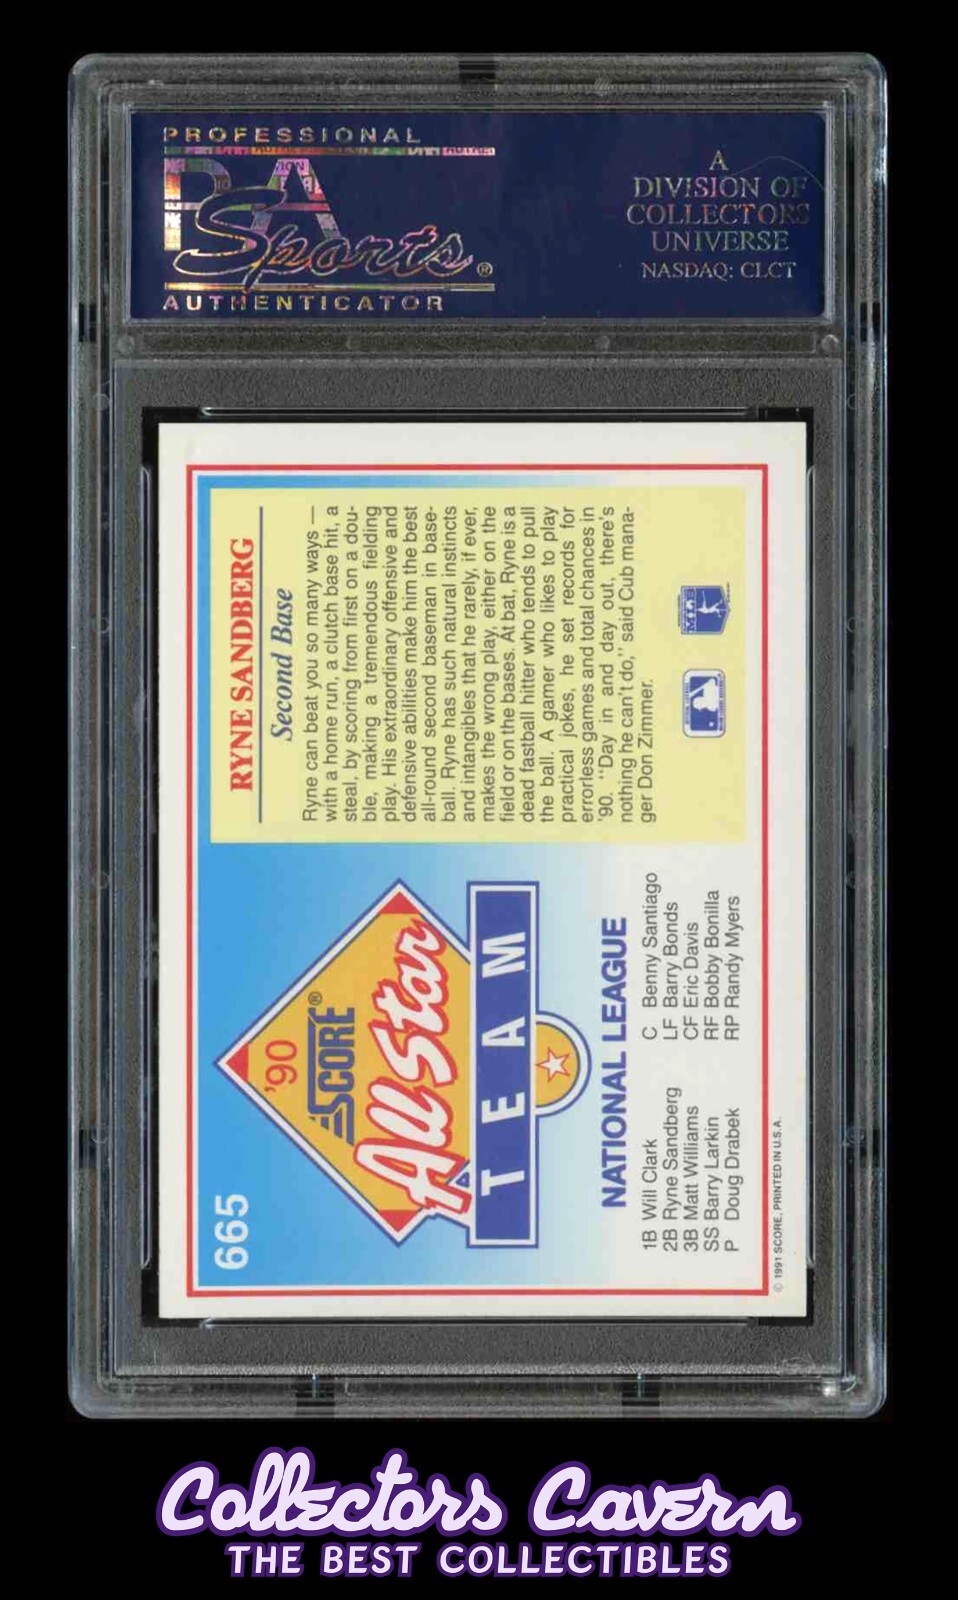 PROFESSIONAL
PSA
Sports®
AUTHENTICATOR
A
DIVISION OF
COLLECTORS
UNIVERSE
NASDAQ: CLCT
665
'90
SCORE®
All Star
TEAM
NATIONAL LEAGUE
1B Will Clark
2B Ryne Sandberg
3B Matt Williams
SS Barry Larkin
P Doug Drabek
C Benny Santiago
LF Barry Bonds
CF Eric Davis
RF Bobby Bonilla
RP Randy Myers
© 1991 SCORE, PRINTED IN U.S.A.
RYNE SANDBERG
Second Base
Ryne can beat you so many ways —
with a home run, a clutch base hit, a
steal, by scoring from first on a dou-
ble, making a tremendous fielding
play. His extraordinary offensive and
defensive abilities make him the best
all-round second baseman in base-
ball. Ryne has such natural instincts
and intangibles that he rarely, if ever,
makes the wrong play, either on the
field or on the bases. At bat, Ryne is a
dead fastball hitter who tends to pull
the ball. A gamer who likes to play
practical jokes, he set records for
errorless games and total chances in
'90. "Day in and day out, there's
nothing he can't do," said Cub mana-
ger Don Zimmer.
Collectors Cavern
THE BEST COLLECTIBLES